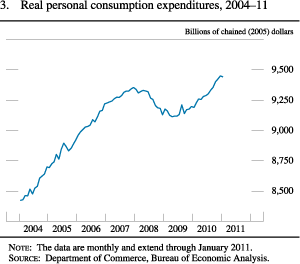 3. Real personal consumption expenditures, 2004–11
Billions of chained (2005) dollars
9,500
9,250
9,000
8,750
8,500
2004 2005 2006 2007 2008 2009 2010 2011
NOTE: The data are monthly and extend through January 2011.
SOURCE: Department of Commerce, Bureau of Economic Analysis.